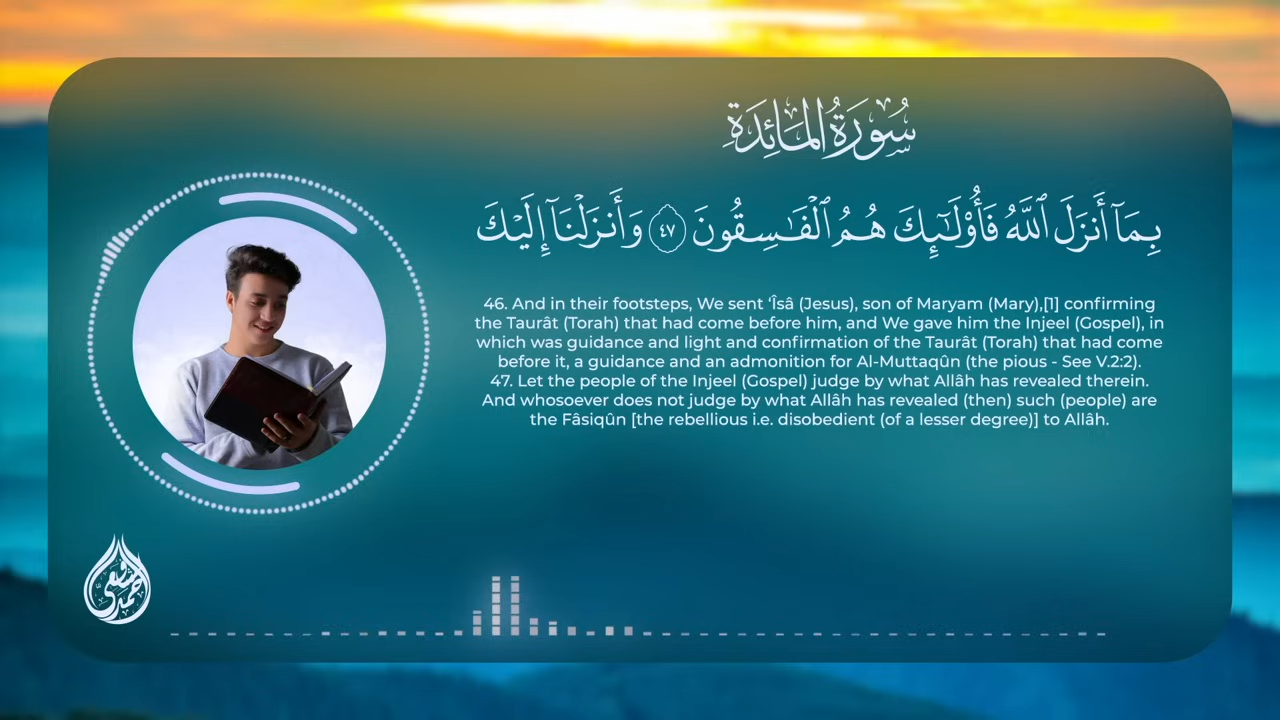 سُورَةُ المَائِدَةِ
بِمَآ أَنزَلَ ٱللَّهُ فَأُو۟لَـٰٓئِكَ هُمُ ٱلْفَـٰسِقُونَ ٤٧ وَأَنزَلْنَآ إِلَيْكَ
46. And in their footsteps, We sent ‘Îsâ (Jesus), son of Maryam (Mary),[1] confirming
the Taurât (Torah) that had come before him, and We gave him the Injeel (Gospel), in
which was guidance and light and confirmation of the Taurât (Torah) that had come
before it, a guidance and an admonition for Al-Muttaqûn (the pious - See V.2:2).
47. Let the people of the Injeel (Gospel) judge by what Allâh has revealed therein.
And whosoever does not judge by what Allâh has revealed (then) such (people) are
the Fâsiqûn [the rebellious i.e. disobedient (of a lesser degree)] to Allâh.